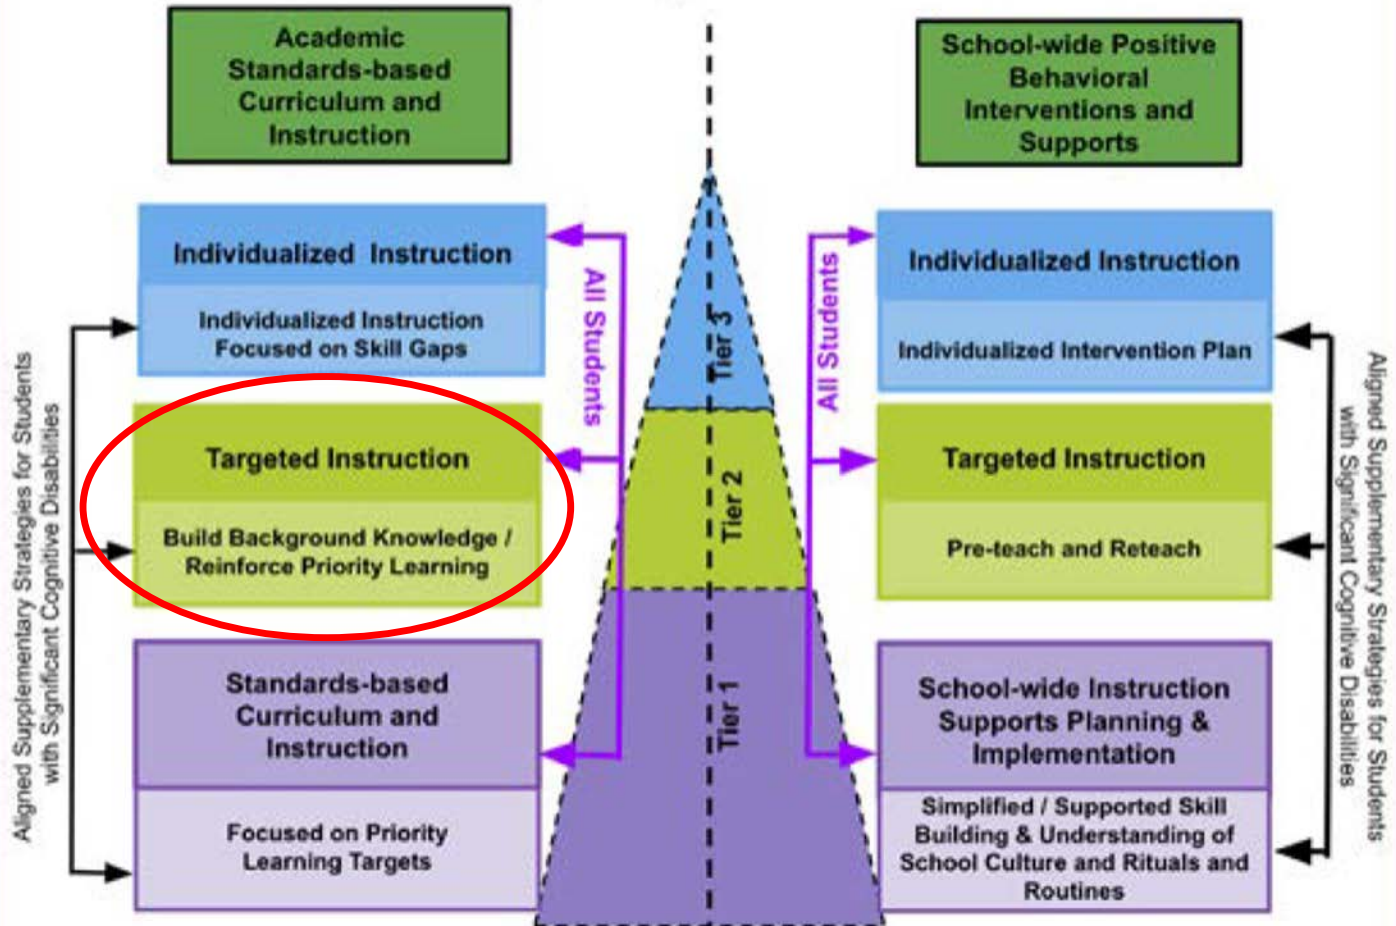 Academic
Standards-based
Curriculum and
Instruction
School-wide Positive
Behavioral
Interventions and
Supports
Individualized Instruction
Individualized Instruction
Focused on Skill Gaps
Targeted Instruction
Build Background Knowledge /
Reinforce Priority Learning
Standards-based
Curriculum and
Instruction
Focused on Priority
Learning Targets
Aligned Supplementary Strategies for Students
with Significant Cognitive Disabilities
All Students
Tier 3
Tier 2
Tier 1
All Students
Individualized Instruction
Individualized Intervention Plan
Targeted Instruction
Pre-teach and Reteach
School-wide Instruction
Supports Planning &
Implementation
Simplified / Supported Skill
Building & Understanding of
School Culture and Rituals and
Routines
Aligned Supplementary Strategies for Students
with Significant Cognitive Disabilities